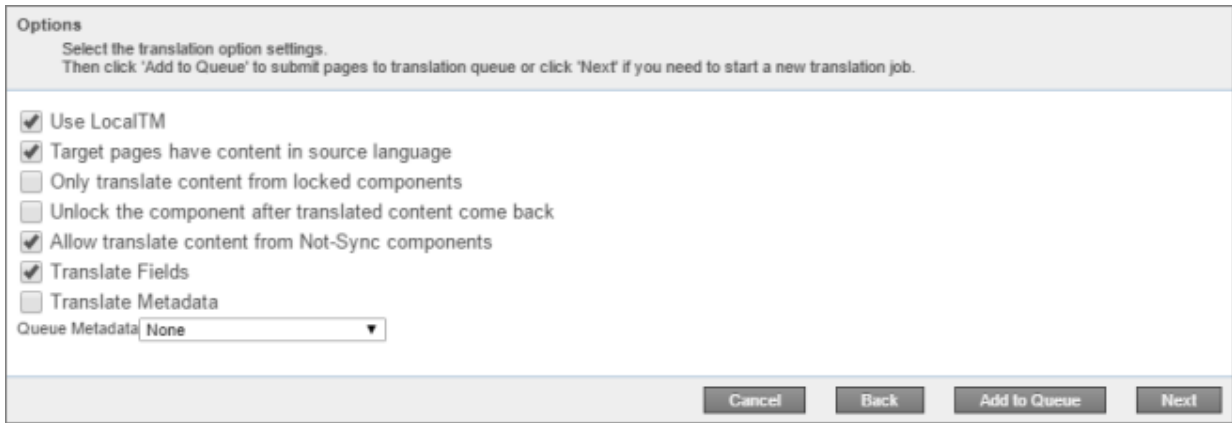 Options
Select the translation option settings.
Then click 'Add to Queue' to submit pages to translation queue or click 'Next' if you need to start a new translation job.
Use LocalTM
Target pages have content in source language
Only translate content from locked components
Unlock the component after translated content come back
Allow translate content from Not-Sync components
Translate Fields
Translate Metadata
Queue Metadata None
Cancel Back Add to Queue Next